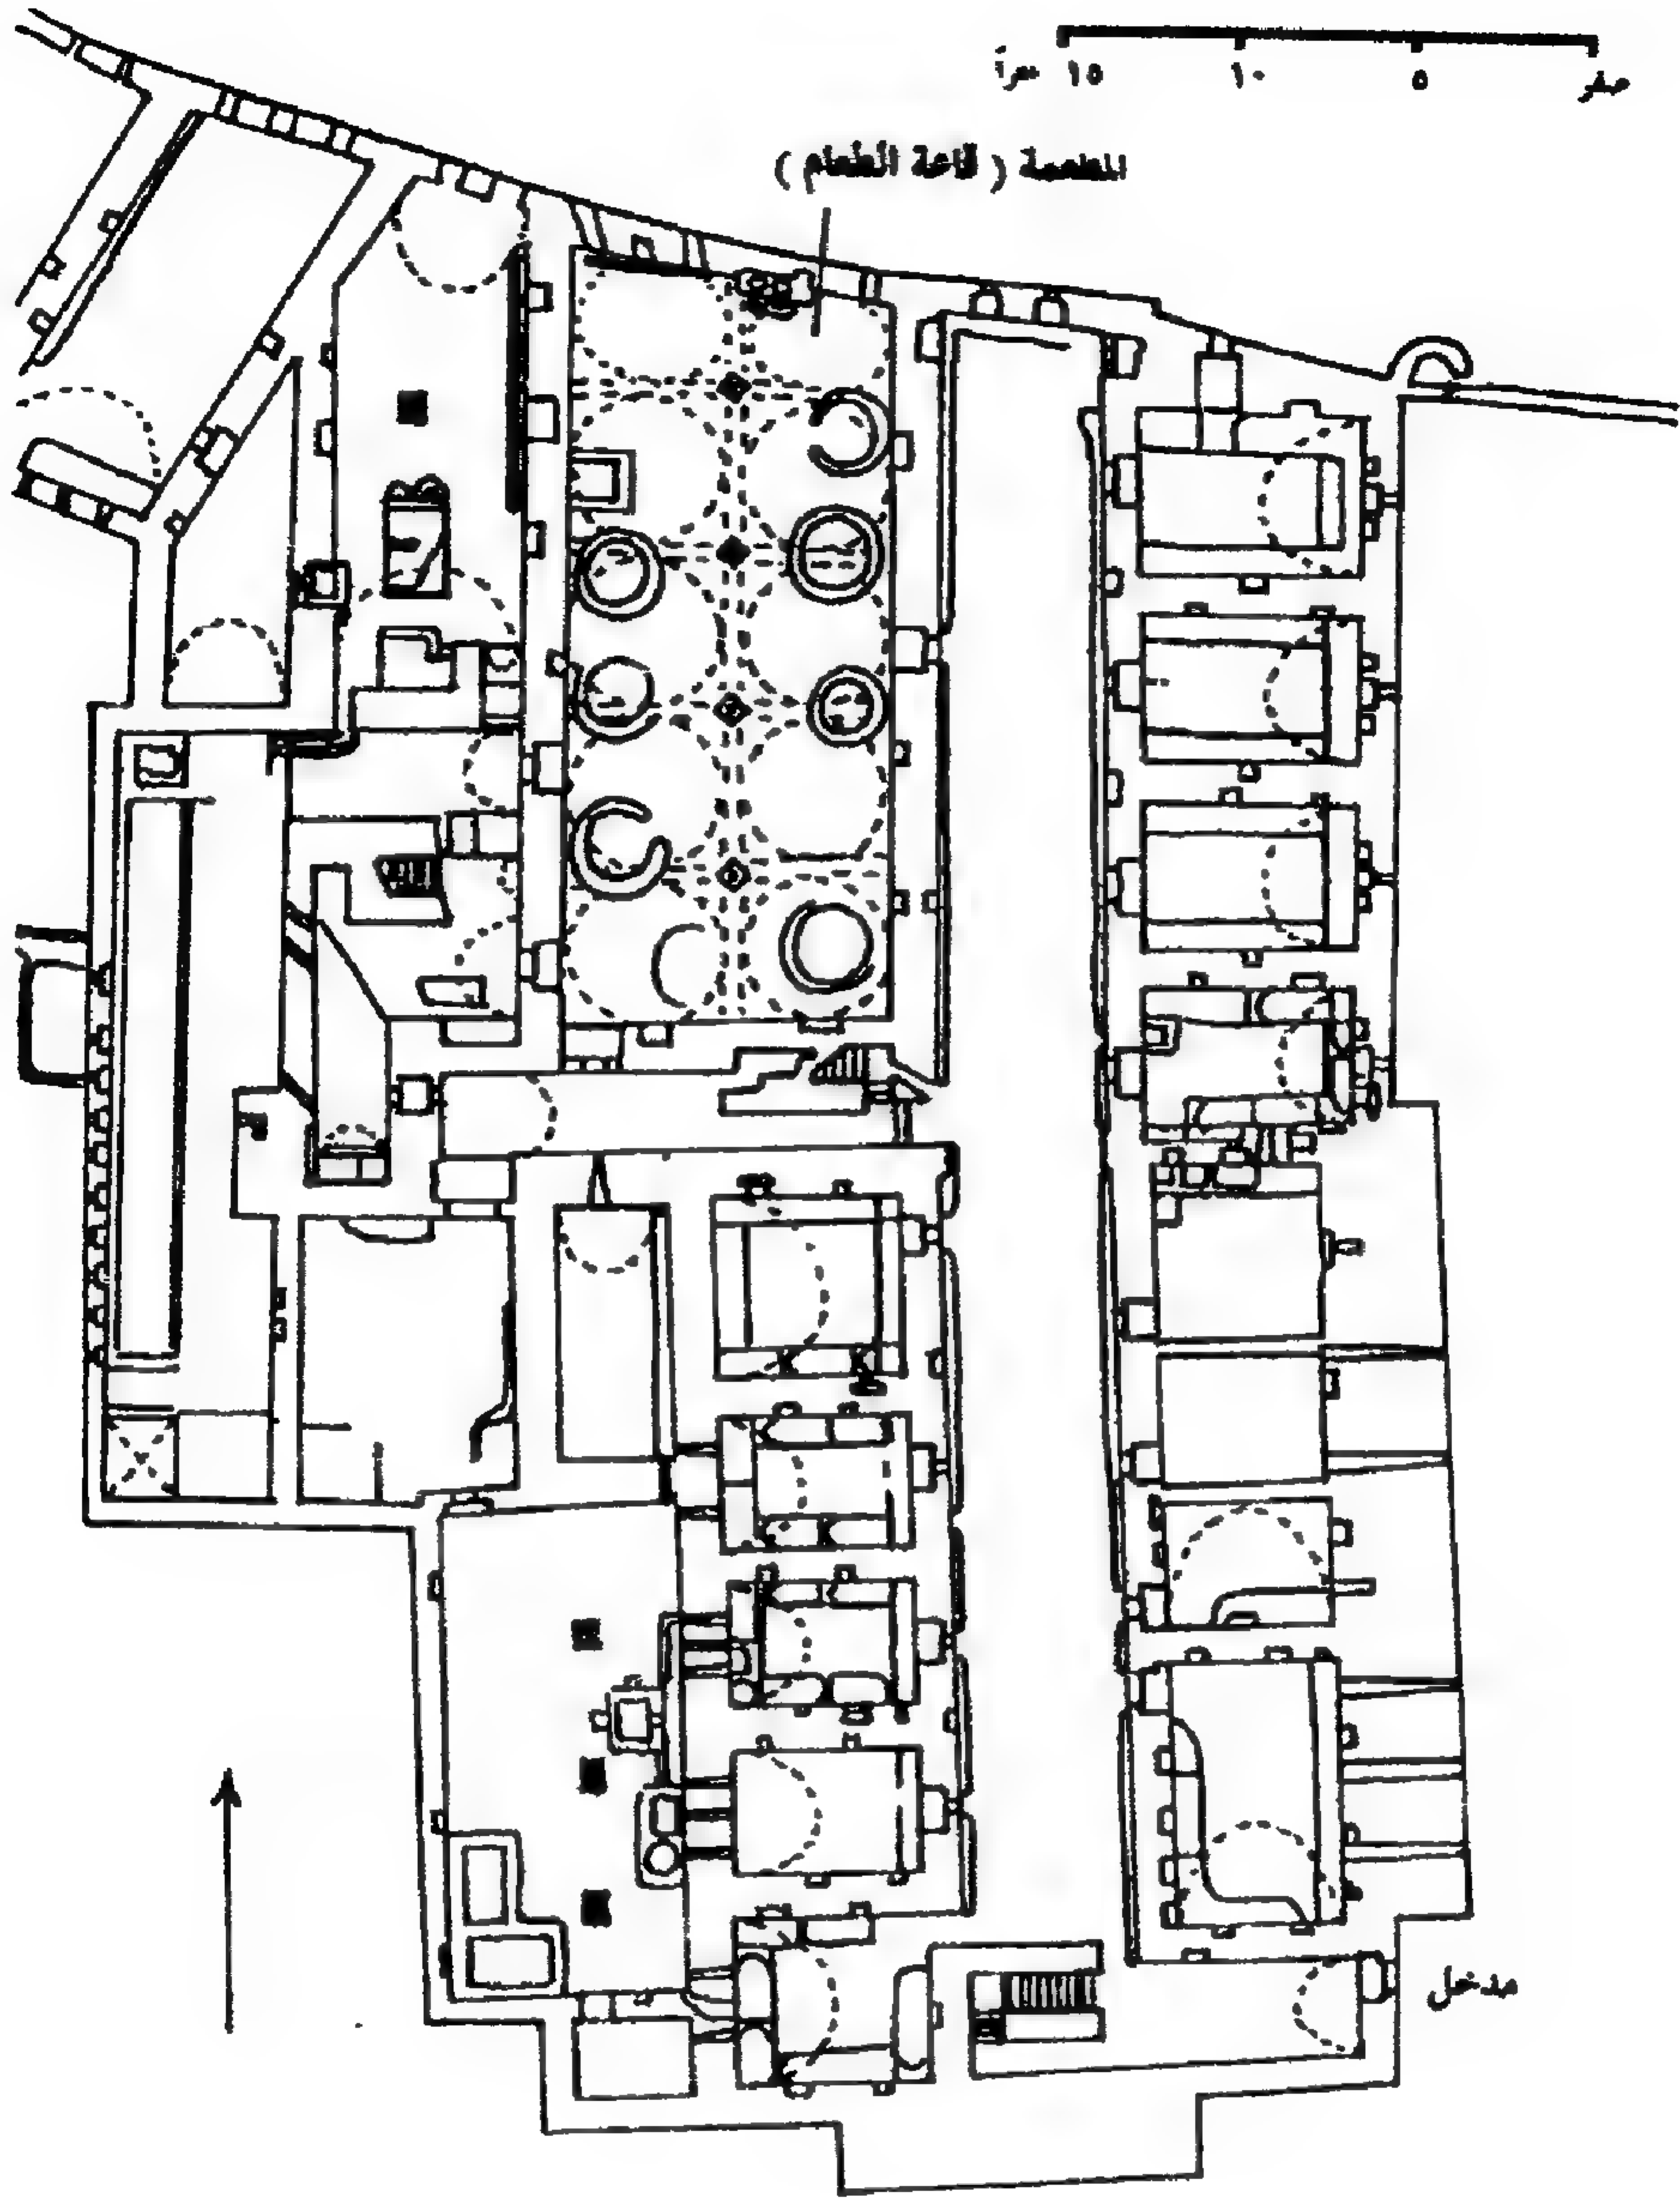 صفر ٥ ١٠ ١٥ متراً
المطعمة ( قاعة الطعام )
مدخل